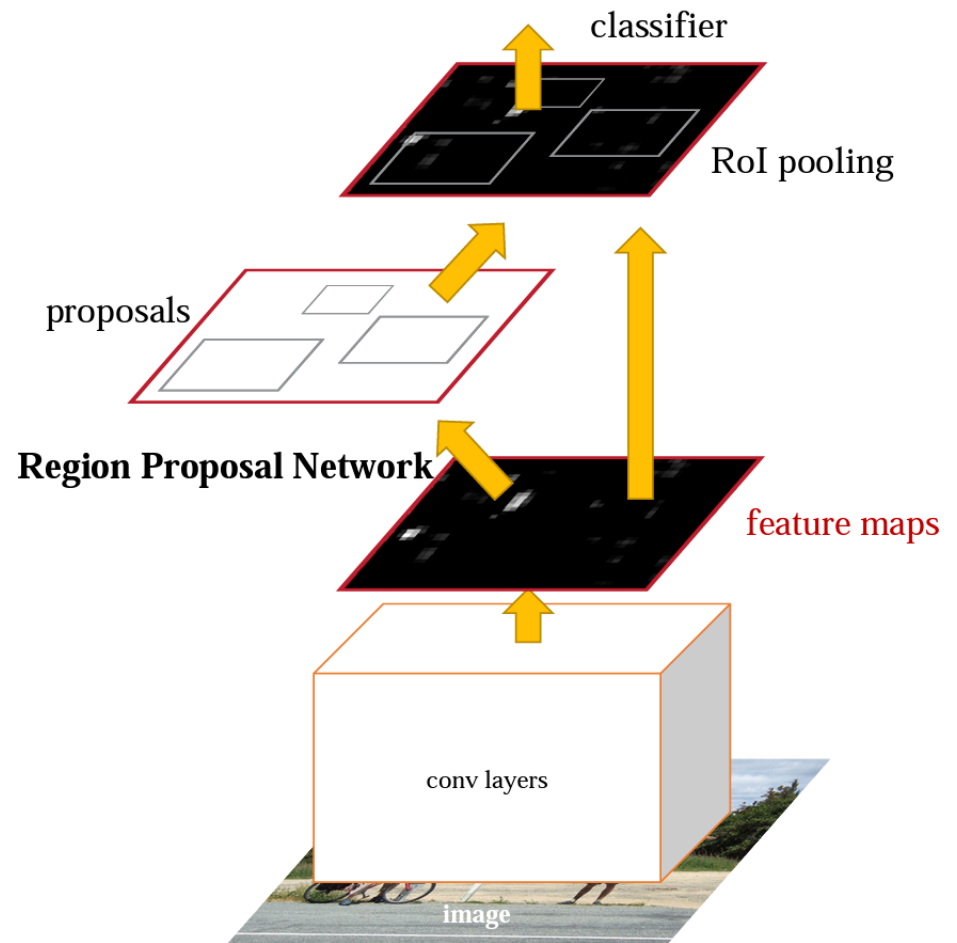 classifier
RoI pooling
proposals
Region Proposal Network
feature maps
conv layers
image